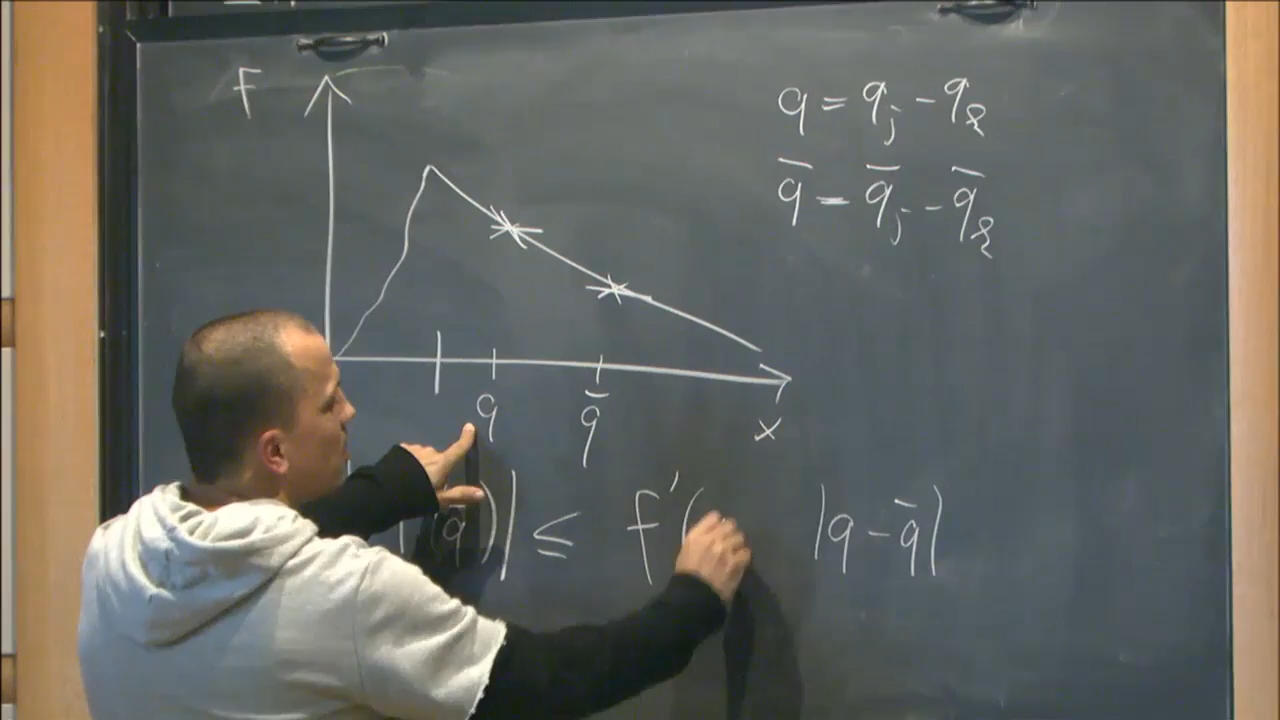 F
q = q_j - q_k
q̄ = q̄_j - q̄_k
q q̄ x
(q̄)| ≤ f'( |q - q̄|